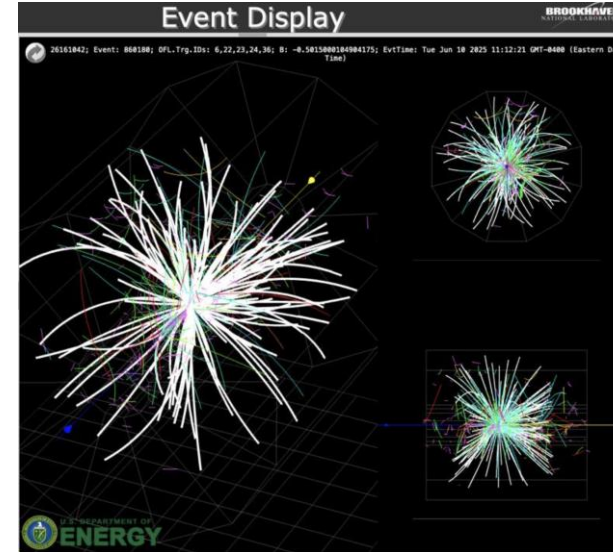 Event Display
BROOKHAVEN
NATIONAL LABORATORY
26161042; Event: 860180; OFL.Trg.IDs: 6,22,23,24,36; B: -0.5015000104904175; EvtTime: Tue Jun 10 2025 11:12:21 GMT-0400 (Eastern
Time)
U.S. DEPARTMENT OF
ENERGY